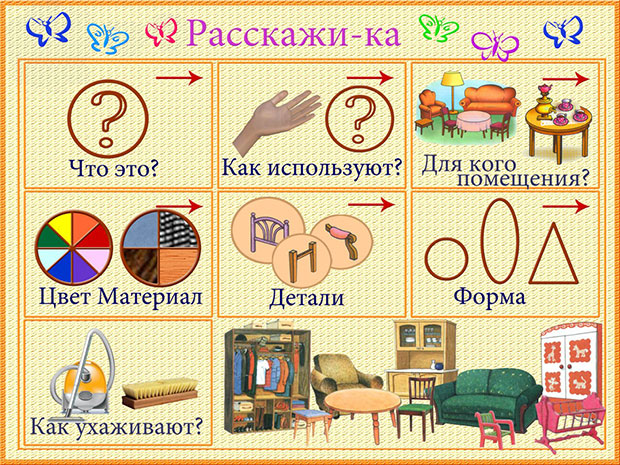 Расскажи-ка
Что это?
Как используют?
Для кого
помещения?
Цвет Материал
Детали
Форма
Как ухаживают?